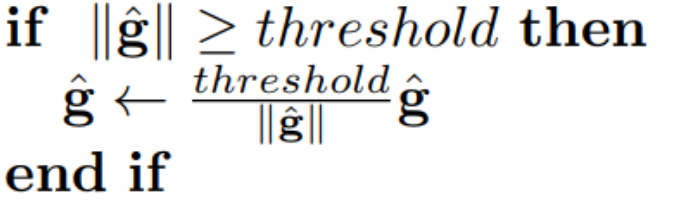 if ‖ĝ‖ ≥ threshold then
ĝ ← threshold/‖ĝ‖ ĝ
end if